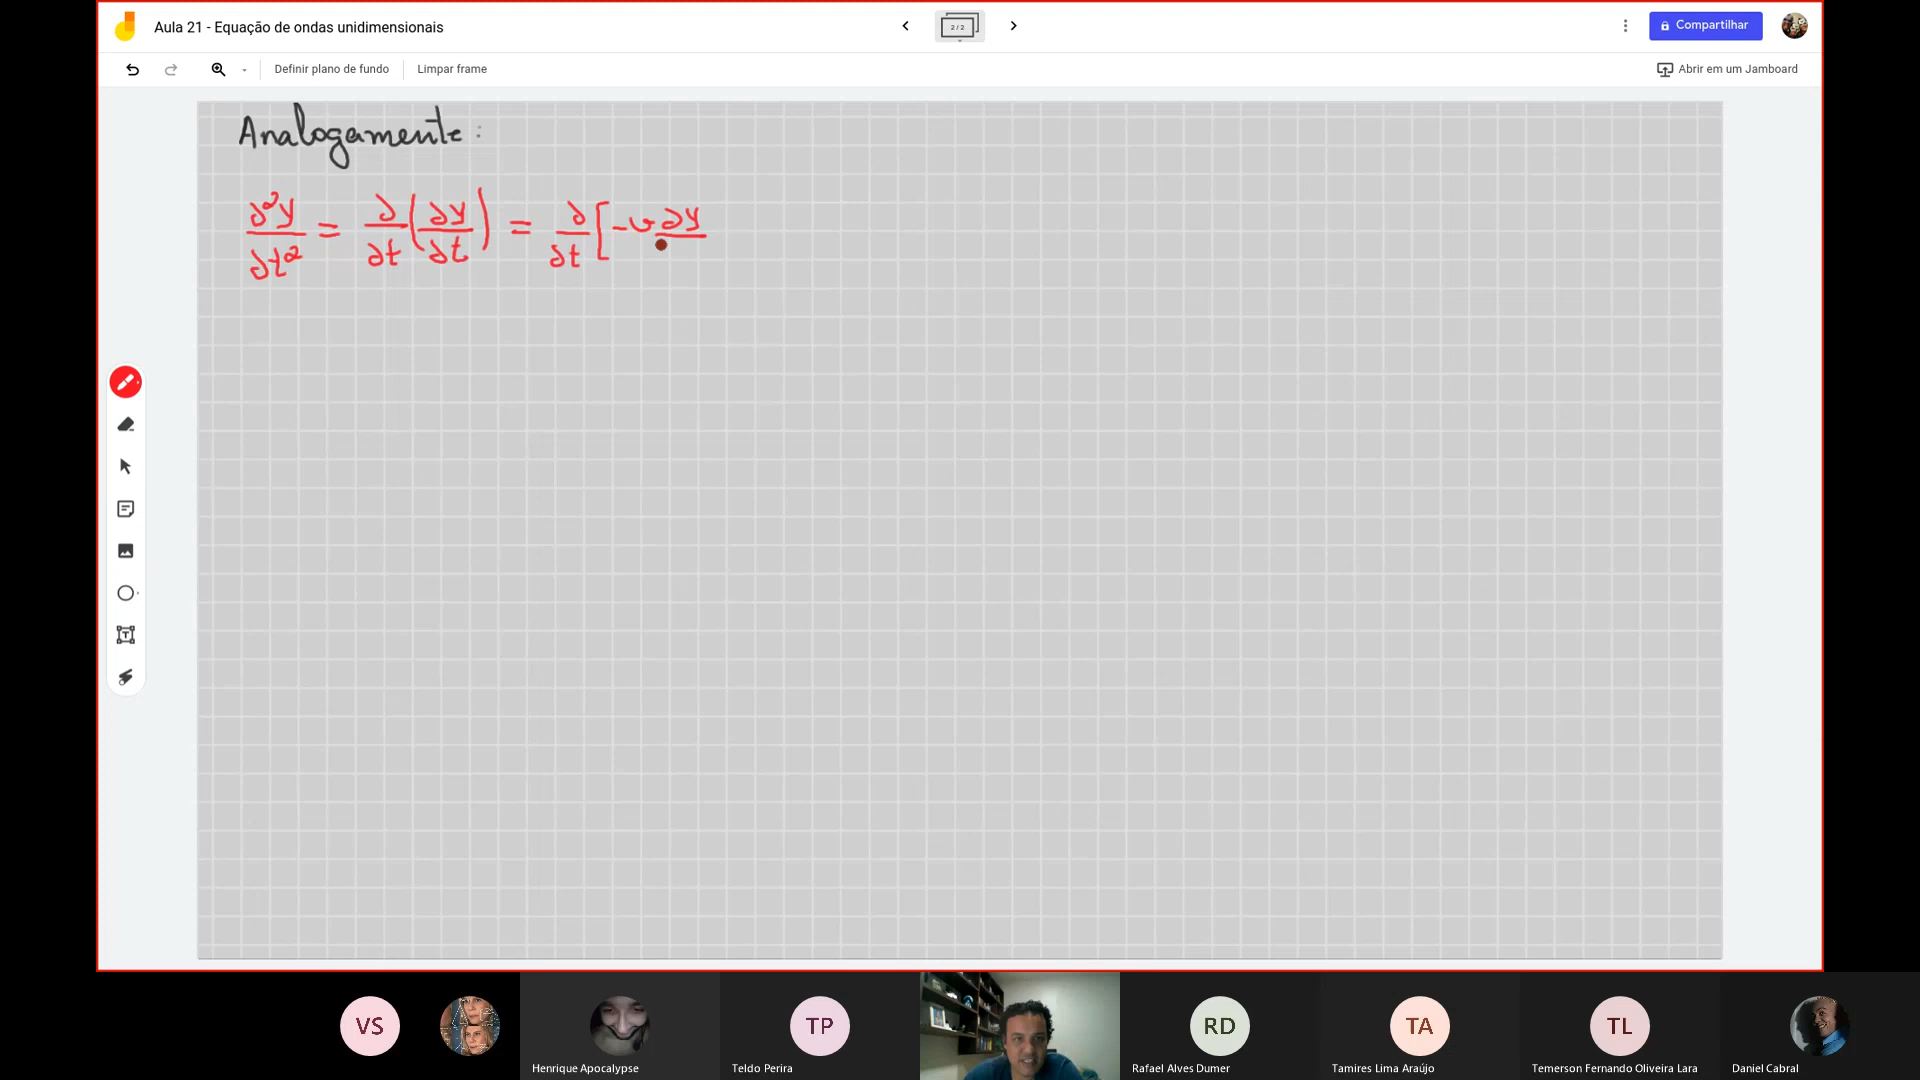 Aula 21 - Equação de ondas unidimensionais
2 / 2
Compartilhar
Definir plano de fundo
Limpar frame
Abrir em um Jamboard
Analogamente:
∂²y/∂t² = ∂/∂t (∂y/∂t) = ∂/∂t [-v ∂y
VS
TP
RD
TA
TL
Henrique Apocalypse
Teldo Perira
Rafael Alves Dumer
Tamires Lima Araújo
Temerson Fernando Oliveira Lara
Daniel Cabral